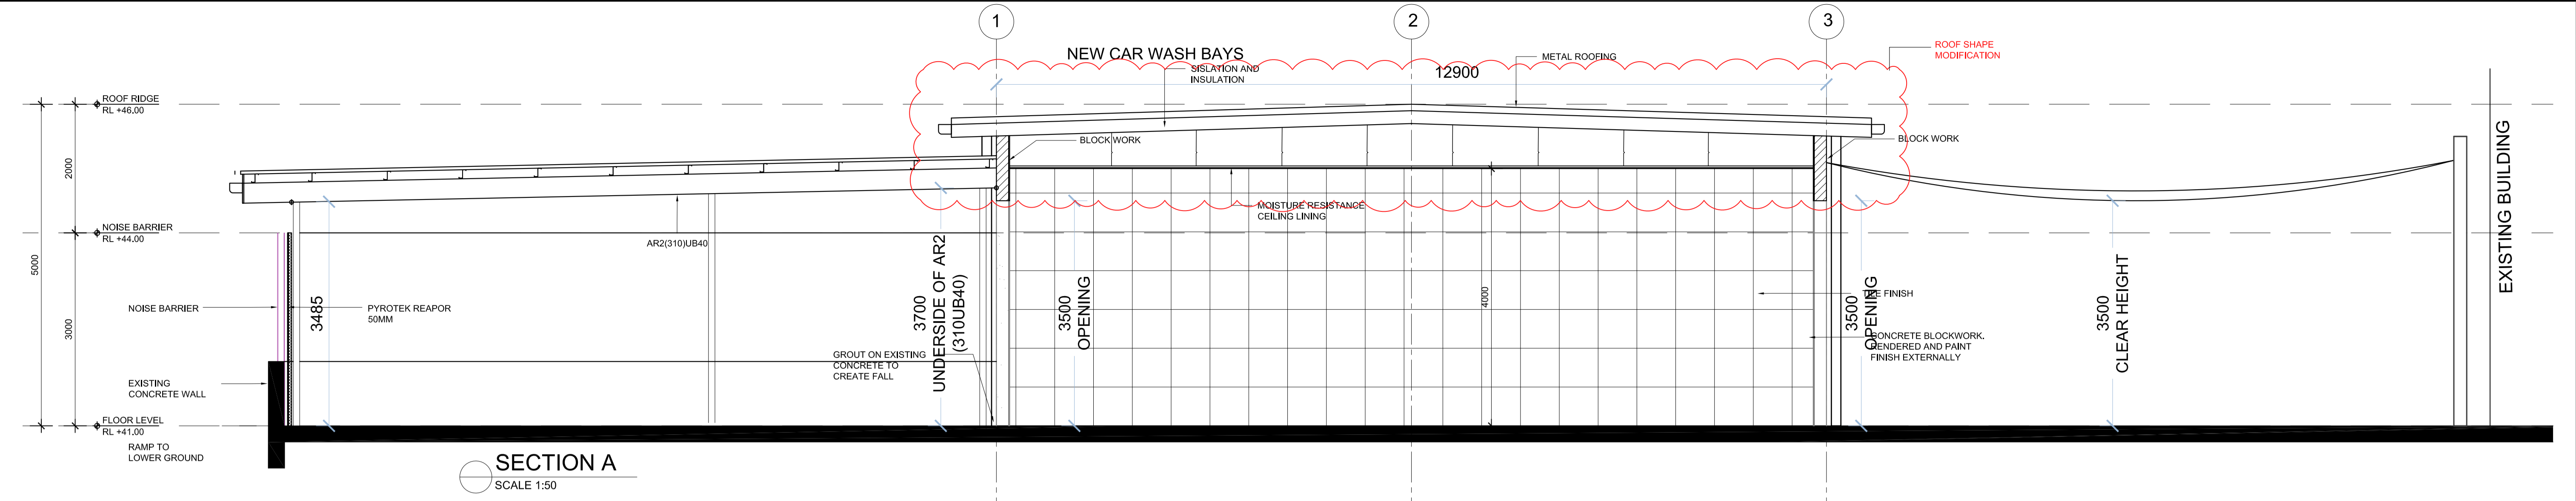 1
2
3
NEW CAR WASH BAYS
SISLATION AND
INSULATION
12900
METAL ROOFING
ROOF SHAPE
MODIFICATION
ROOF RIDGE
RL +46.00
BLOCK WORK
BLOCK WORK
2000
5000
3000
NOISE BARRIER
RL +44.00
AR2(310)UB40
MOISTURE RESISTANCE
CEILING LINING
NOISE BARRIER
PYROTEK REAPOR
50MM
3485
3700
UNDERSIDE OF AR2
(310UB40)
3500
OPENING
4000
TILE FINISH
3500
OPENING
CONCRETE BLOCKWORK.
RENDERED AND PAINT
FINISH EXTERNALLY
3500
CLEAR HEIGHT
EXISTING BUILDING
GROUT ON EXISTING
CONCRETE TO
CREATE FALL
EXISTING
CONCRETE WALL
FLOOR LEVEL
RL +41.00
RAMP TO
LOWER GROUND
SECTION A
SCALE 1:50